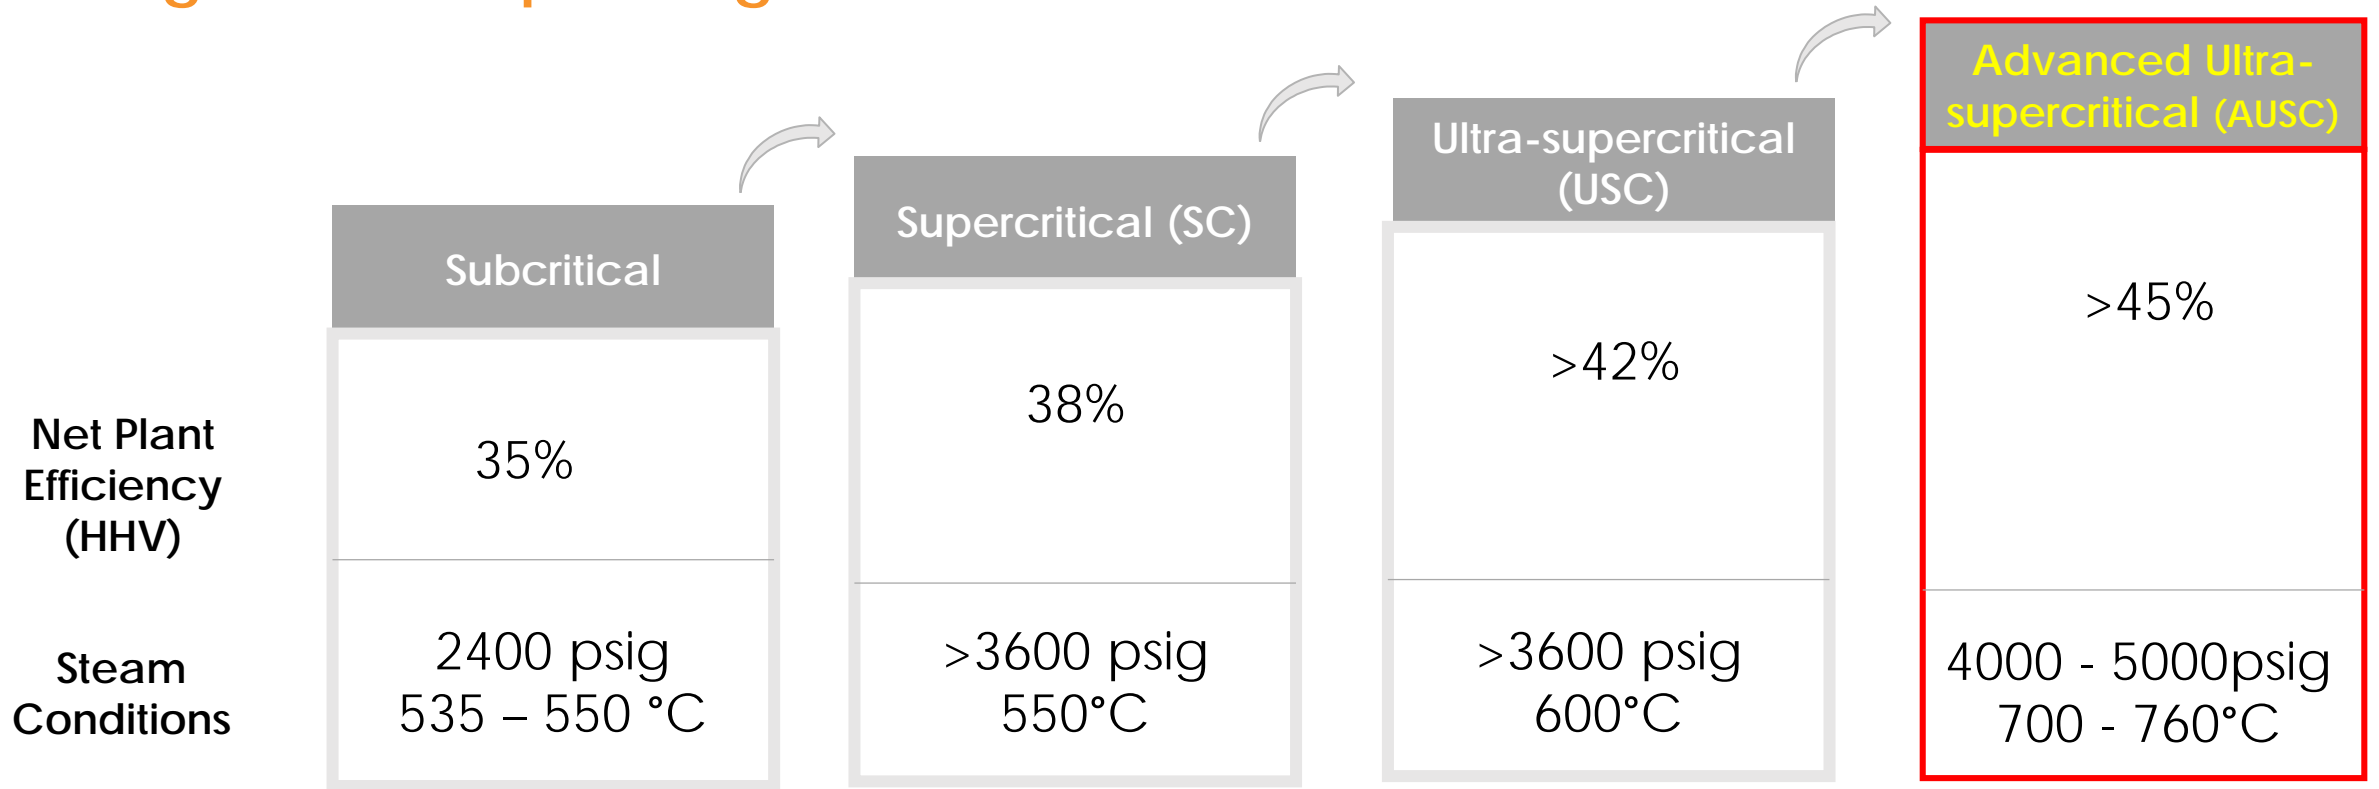 Advanced Ultra-
supercritical (AUSC)
Ultra-supercritical
(USC)
Supercritical (SC)
Subcritical
>45%
>42%
38%
35%
Net Plant
Efficiency
(HHV)
2400 psig
535 – 550 °C
>3600 psig
550°C
>3600 psig
600°C
4000 - 5000psig
700 - 760°C
Steam
Conditions